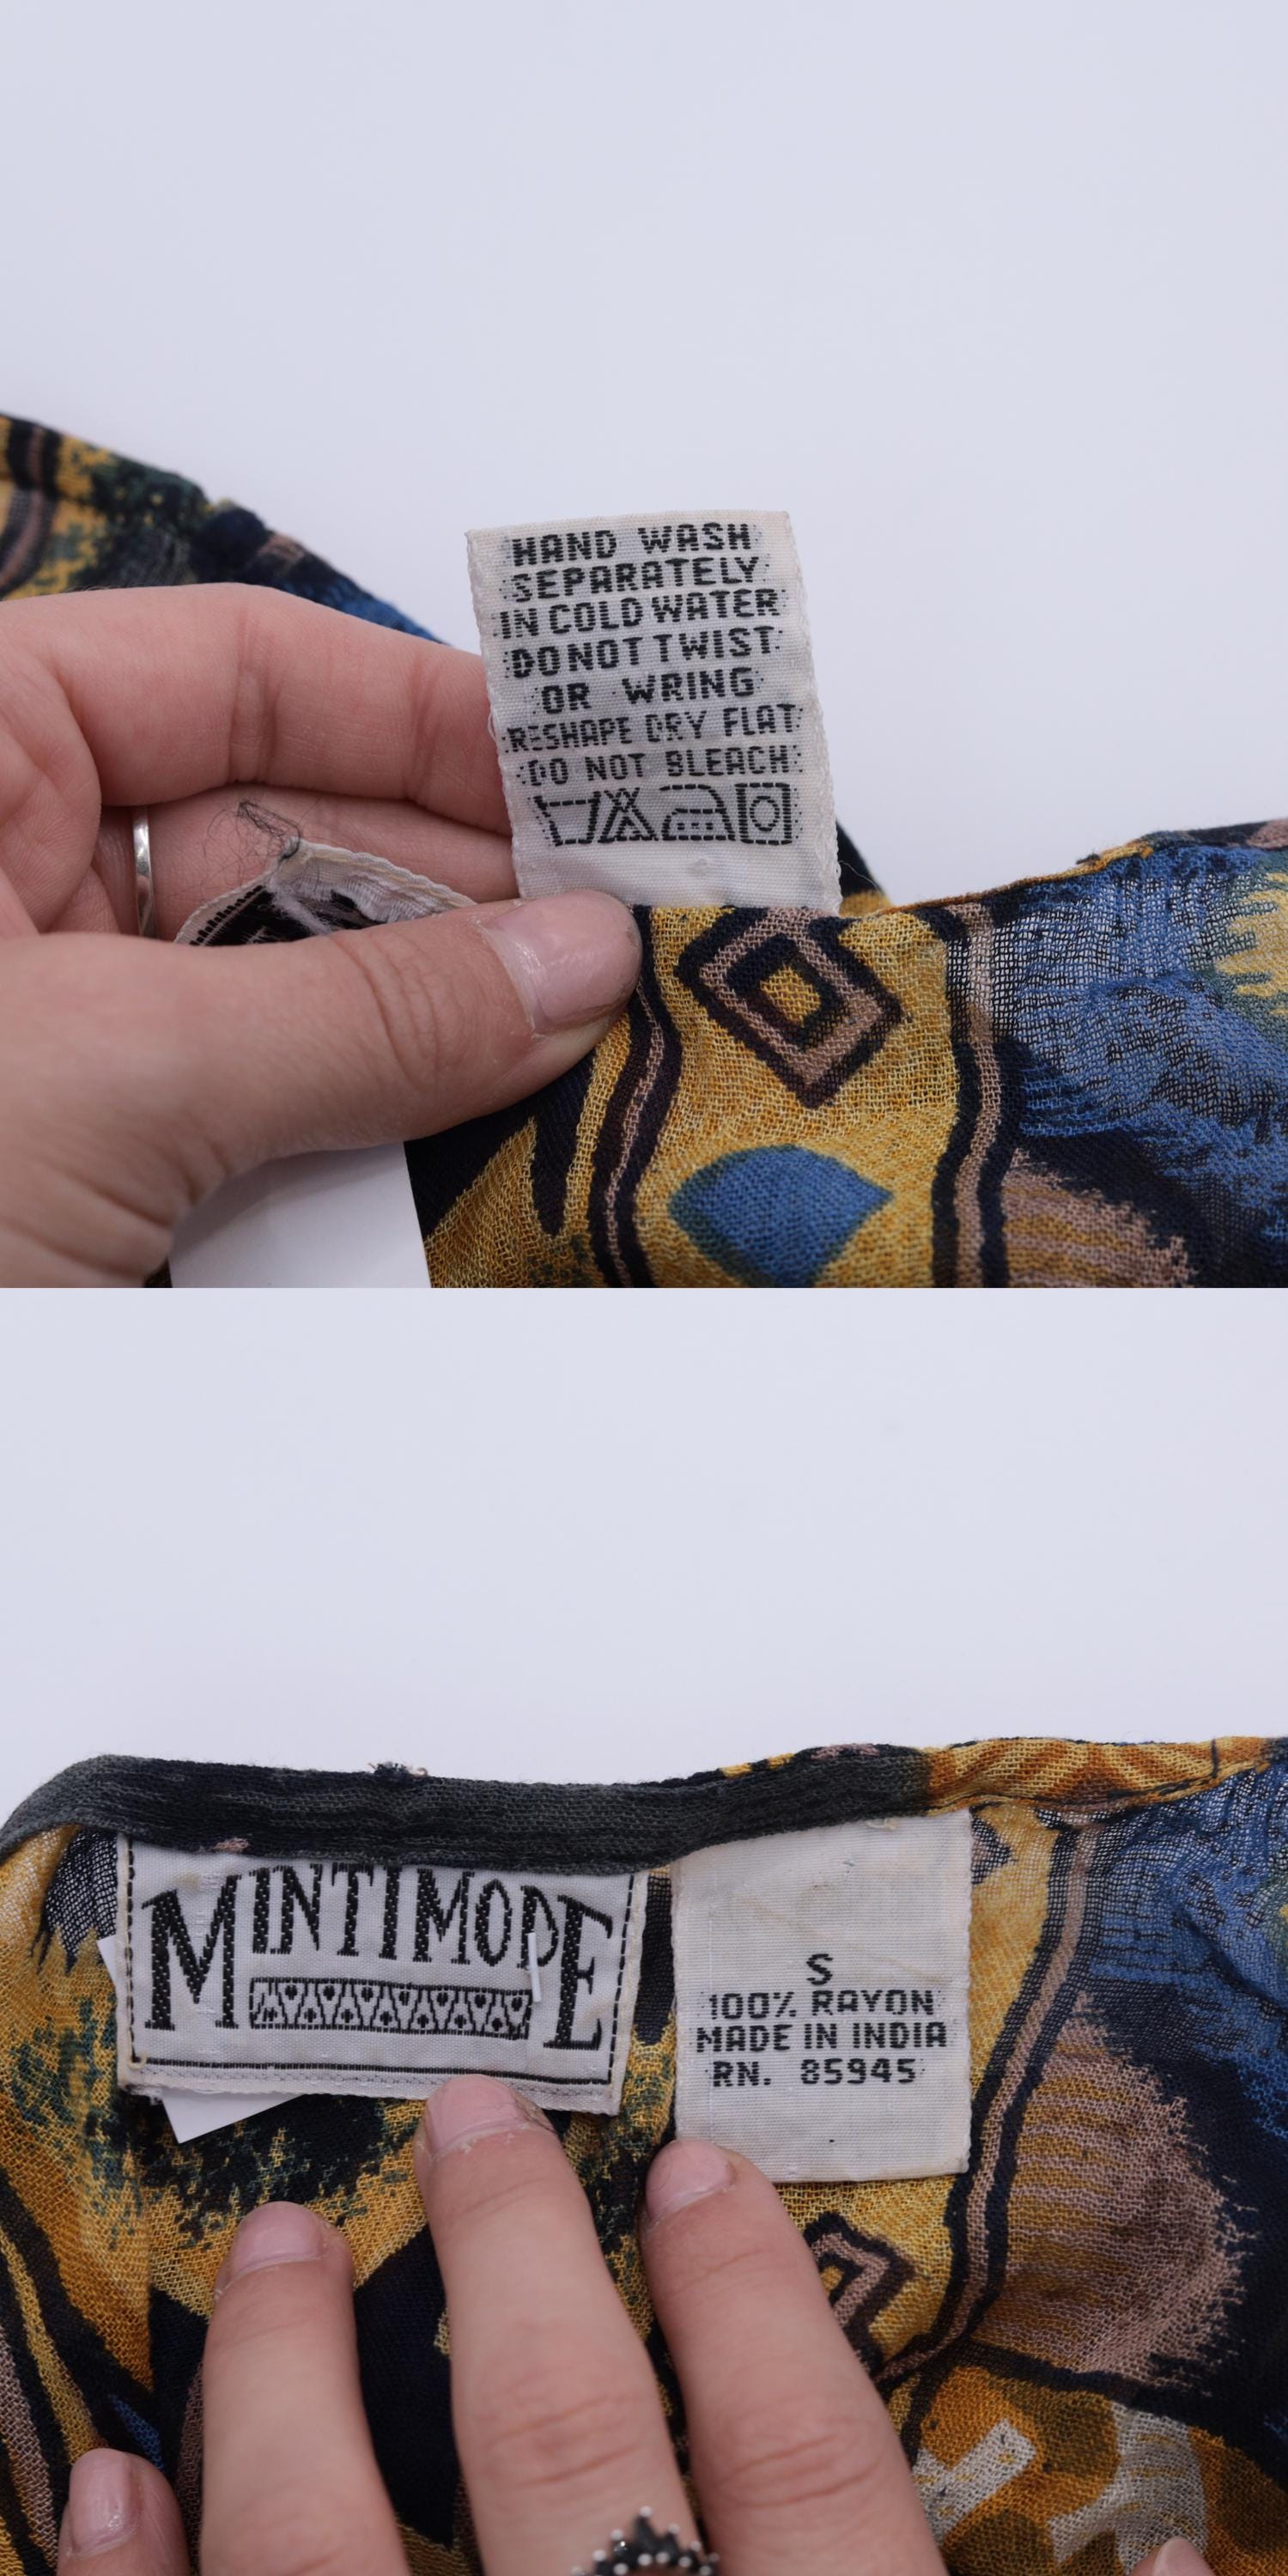 HAND WASH
SEPARATELY
IN COLD WATER
DO NOT TWIST
OR WRING
RESHAPE DRY FLAT
DO NOT BLEACH
MINTIMODE
S
100% RAYON
MADE IN INDIA
RN. 85945